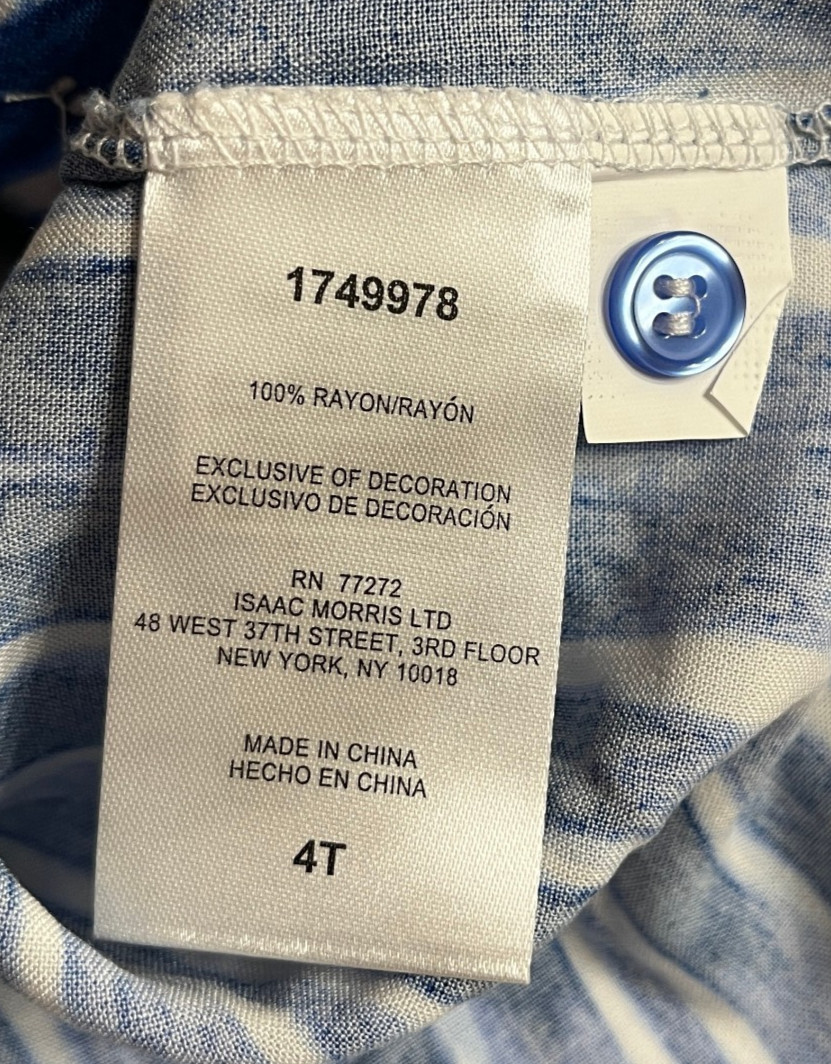 1749978
100% RAYON/RAYÓN
EXCLUSIVE OF DECORATION
EXCLUSIVO DE DECORACIÓN
RN 77272
ISAAC MORRIS LTD
48 WEST 37TH STREET, 3RD FLOOR
NEW YORK, NY 10018
MADE IN CHINA
HECHO EN CHINA
4T